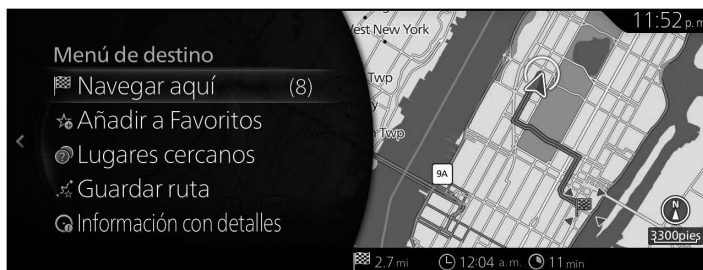 11:52 p. m
Menú de destino
Navegar aquí (8)
Añadir a Favoritos
Lugares cercanos
Guardar ruta
Información con detalles
West New York
Twp
Twp
9A
N
3300pies
2.7 mi 12:04 a. m. 11 min